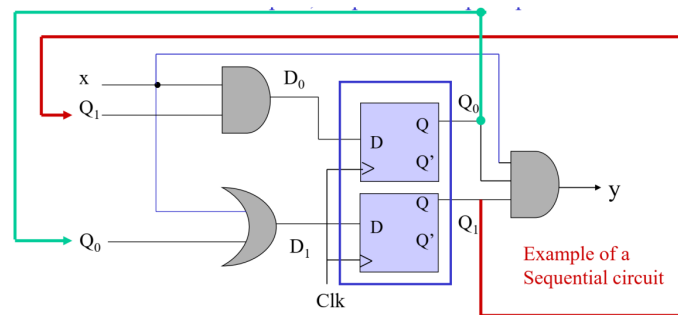 x
D₀
Q₁
Q₀
Q
D
Q'
y
Q
Q₁
D
Q₀
D₁
Q'
Example of a
Sequential circuit
Clk